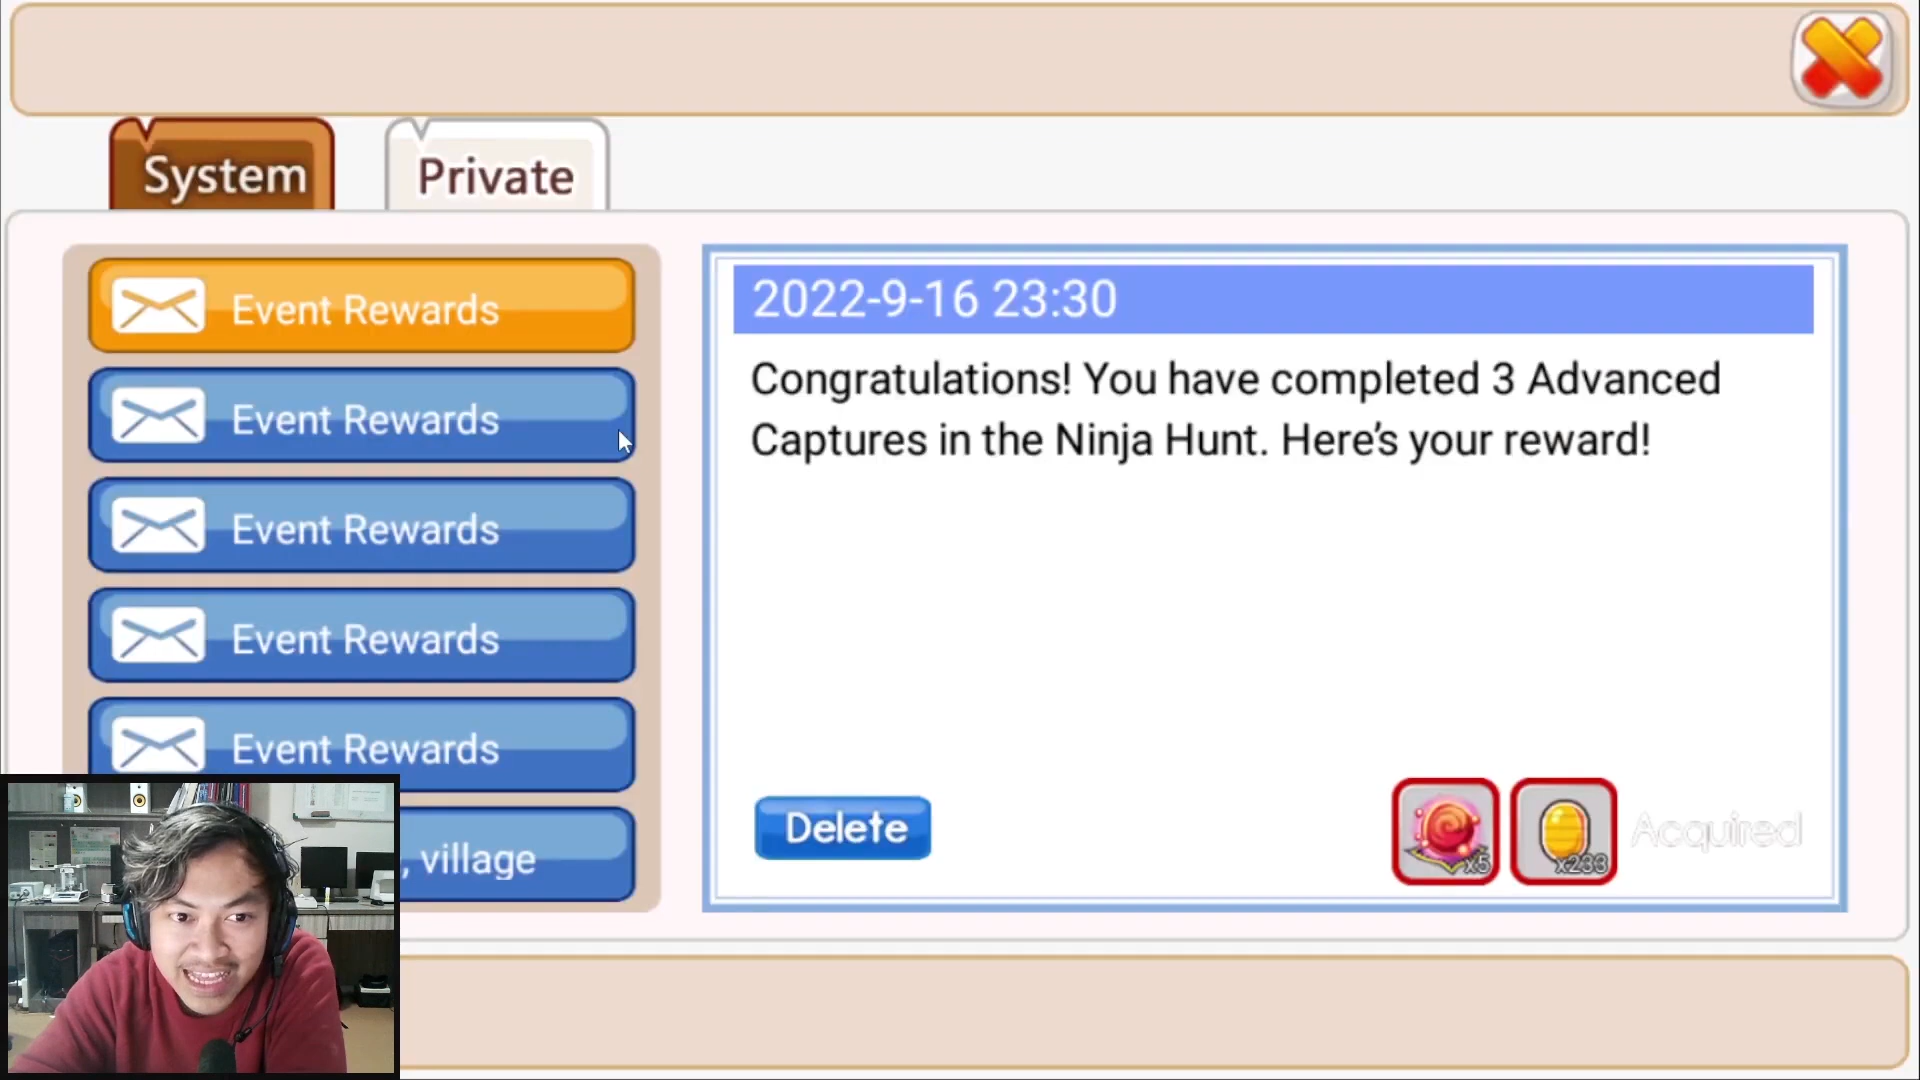 System
Private
Event Rewards
Event Rewards
Event Rewards
Event Rewards
Event Rewards
, village
2022-9-16 23:30
Congratulations! You have completed 3 Advanced
Captures in the Ninja Hunt. Here's your reward!
Delete
x5
x233
Acquired